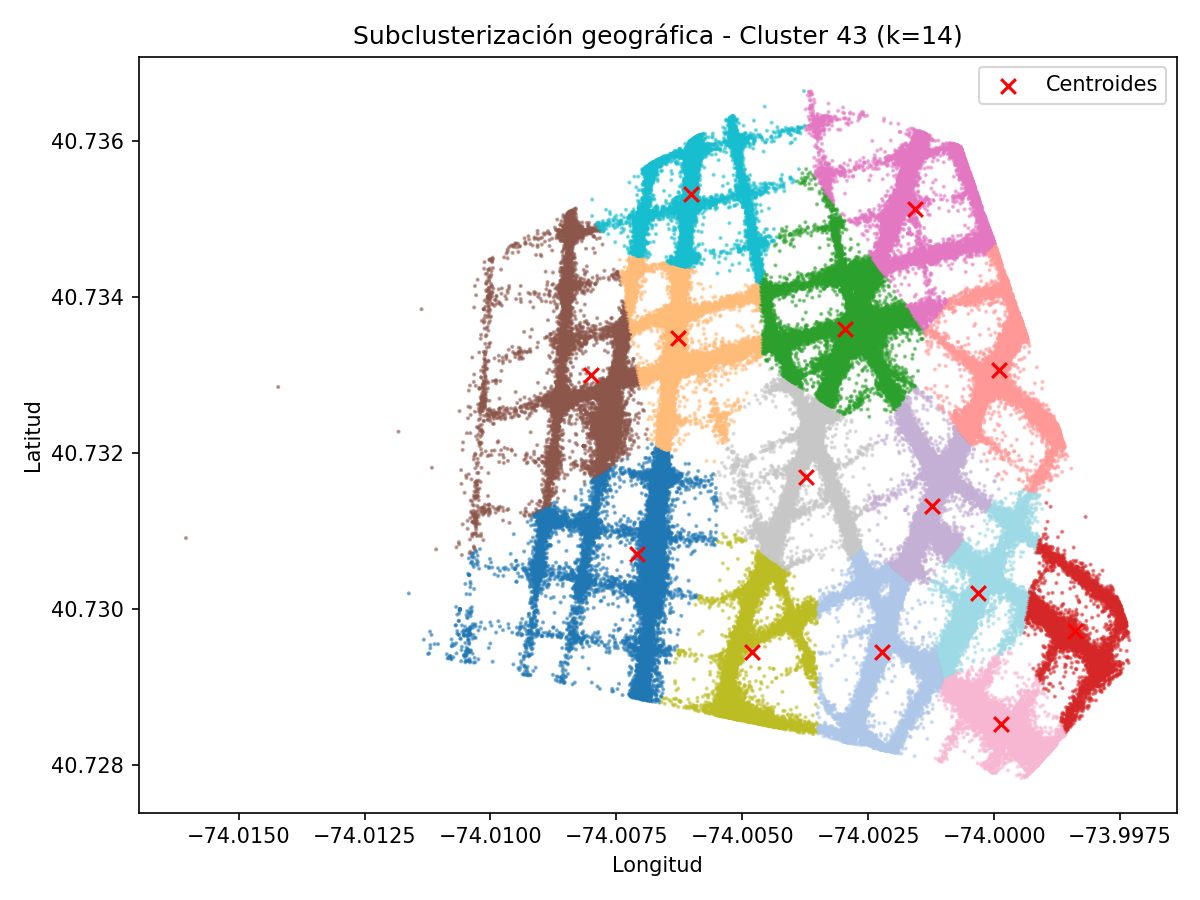 Subclusterización geográfica - Cluster 43 (k=14)
Centroides
40.736
40.734
40.732
40.730
40.728
Latitud
−74.0150 −74.0125 −74.0100 −74.0075 −74.0050 −74.0025 −74.0000 −73.9975
Longitud